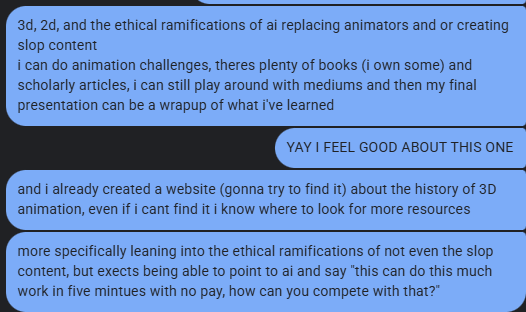 3d, 2d, and the ethical ramifications of ai replacing animators and or creating
slop content
i can do animation challenges, theres plenty of books (i own some) and
scholarly articles, i can still play around with mediums and then my final
presentation can be a wrapup of what i've learned
YAY I FEEL GOOD ABOUT THIS ONE
and i already created a website (gonna try to find it) about the history of 3D
animation, even if i cant find it i know where to look for more resources
more specifically leaning into the ethical ramifications of not even the slop
content, but exects being able to point to ai and say "this can do this much
work in five mintues with no pay, how can you compete with that?"